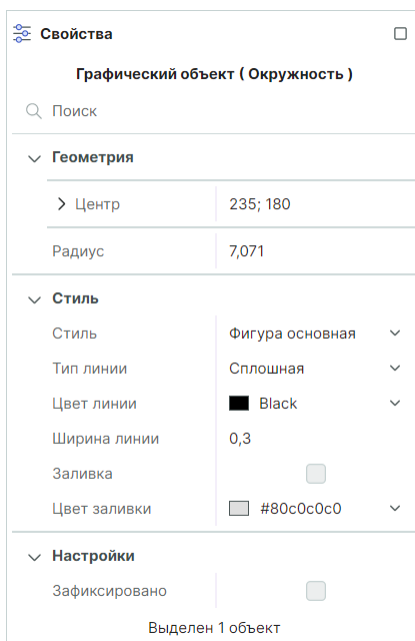 Свойства
Графический объект ( Окружность )
Поиск
Геометрия
Центр 235; 180
Радиус 7,071
Стиль
Стиль Фигура основная
Тип линии Сплошная
Цвет линии Black
Ширина линии 0,3
Заливка
Цвет заливки #80c0c0c0
Настройки
Зафиксировано
Выделен 1 объект